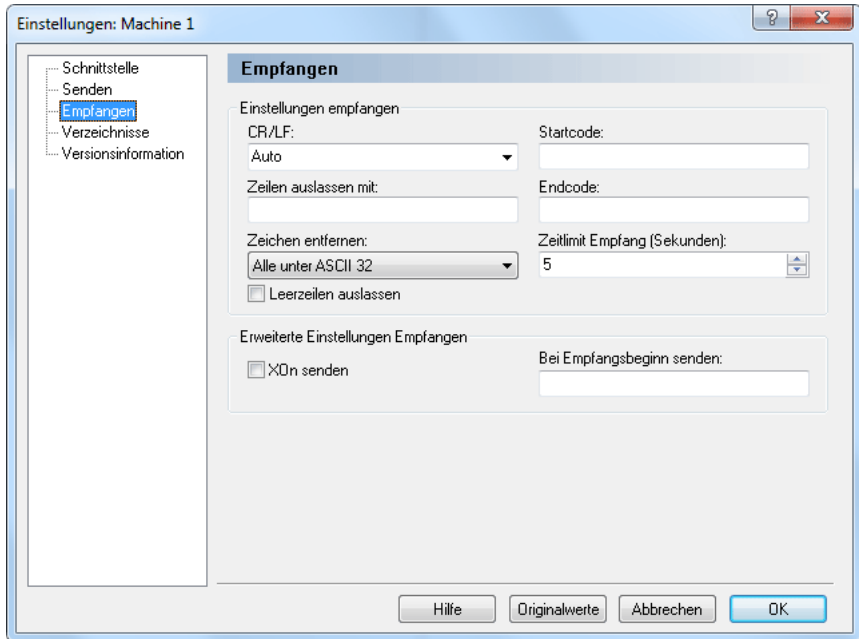 Einstellungen: Machine 1
Schnittstelle
Senden
Empfangen
Verzeichnisse
Versionsinformation
Empfangen
Einstellungen empfangen
CR/LF:
Auto
Startcode:
Zeilen auslassen mit:
Endcode:
Zeichen entfernen:
Alle unter ASCII 32
Zeitlimit Empfang (Sekunden):
5
Leerzeilen auslassen
Erweiterte Einstellungen Empfangen
XOn senden
Bei Empfangsbeginn senden:
Hilfe
Originalwerte
Abbrechen
OK